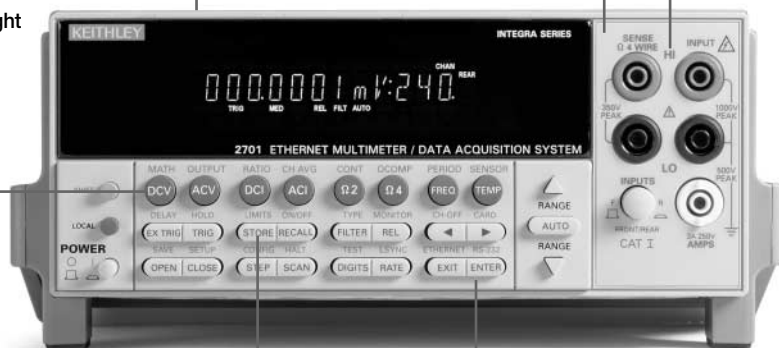 ght
KEITHLEY
INTEGRA SERIES
000.0001 mV:240.
CHAN
REAR
TRIG MED REL FILT AUTO
2701 ETHERNET MULTIMETER / DATA ACQUISITION SYSTEM
SENSE
Ω 4 WIRE
HI
INPUT
350V
PEAK
1000V
PEAK
LO
500V
PEAK
INPUTS
F R
FRONT/REAR
CAT I
3A 250V
AMPS
MATH OUTPUT RATIO CH AVG CONT OCOMP PERIOD SENSOR
DCV ACV DCI ACI Ω2 Ω4 FREQ TEMP
SHIFT
DELAY HOLD LIMITS ON/OFF TYPE MONITOR CH-OFF CARD
LOCAL
EX TRIG TRIG STORE RECALL FILTER REL
POWER
SAVE SETUP CONFIG HALT TEST LSYNC ETHERNET RS-232
OPEN CLOSE STEP SCAN DIGITS RATE EXIT ENTER
RANGE
AUTO
RANGE